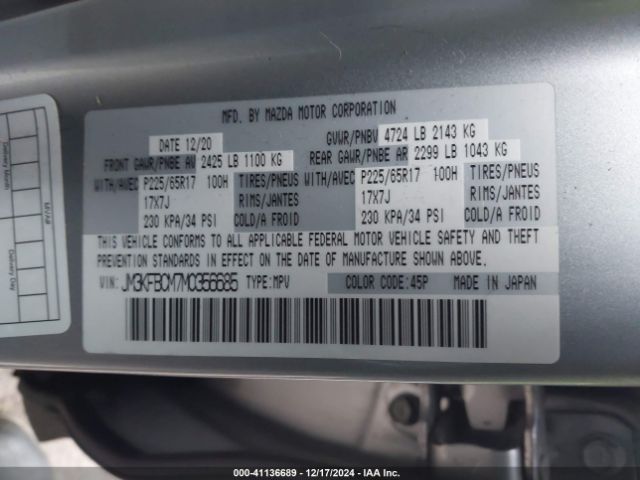 MFD. BY MAZDA MOTOR CORPORATION
DATE 12/20 GVWR/PNBV 4724 LB 2143 KG
FRONT GAWR/PNBE AV 2425 LB 1100 KG REAR GAWR/PNBE AR 2299 LB 1043 KG
WITH/AVEC P225/65R17 100H TIRES/PNEUS WITH/AVEC P225/65R17 100H TIRES/PNEUS
17X7J RIMS/JANTES 17X7J RIMS/JANTES
230 KPA/34 PSI COLD/A FROID 230 KPA/34 PSI COLD/A FROID
THIS VEHICLE CONFORMS TO ALL APPLICABLE FEDERAL MOTOR VEHICLE SAFETY AND THEFT
PREVENTION STANDARDS IN EFFECT ON THE DATE OF MANUFACTURE SHOWN ABOVE.
VIN: JM3KFBCM7M0356685 TYPE:MPV COLOR CODE:45P MADE IN JAPAN
Delivery Month
MVAB
Delivery Day
000-41136689 - 12/17/2024 - IAA Inc.